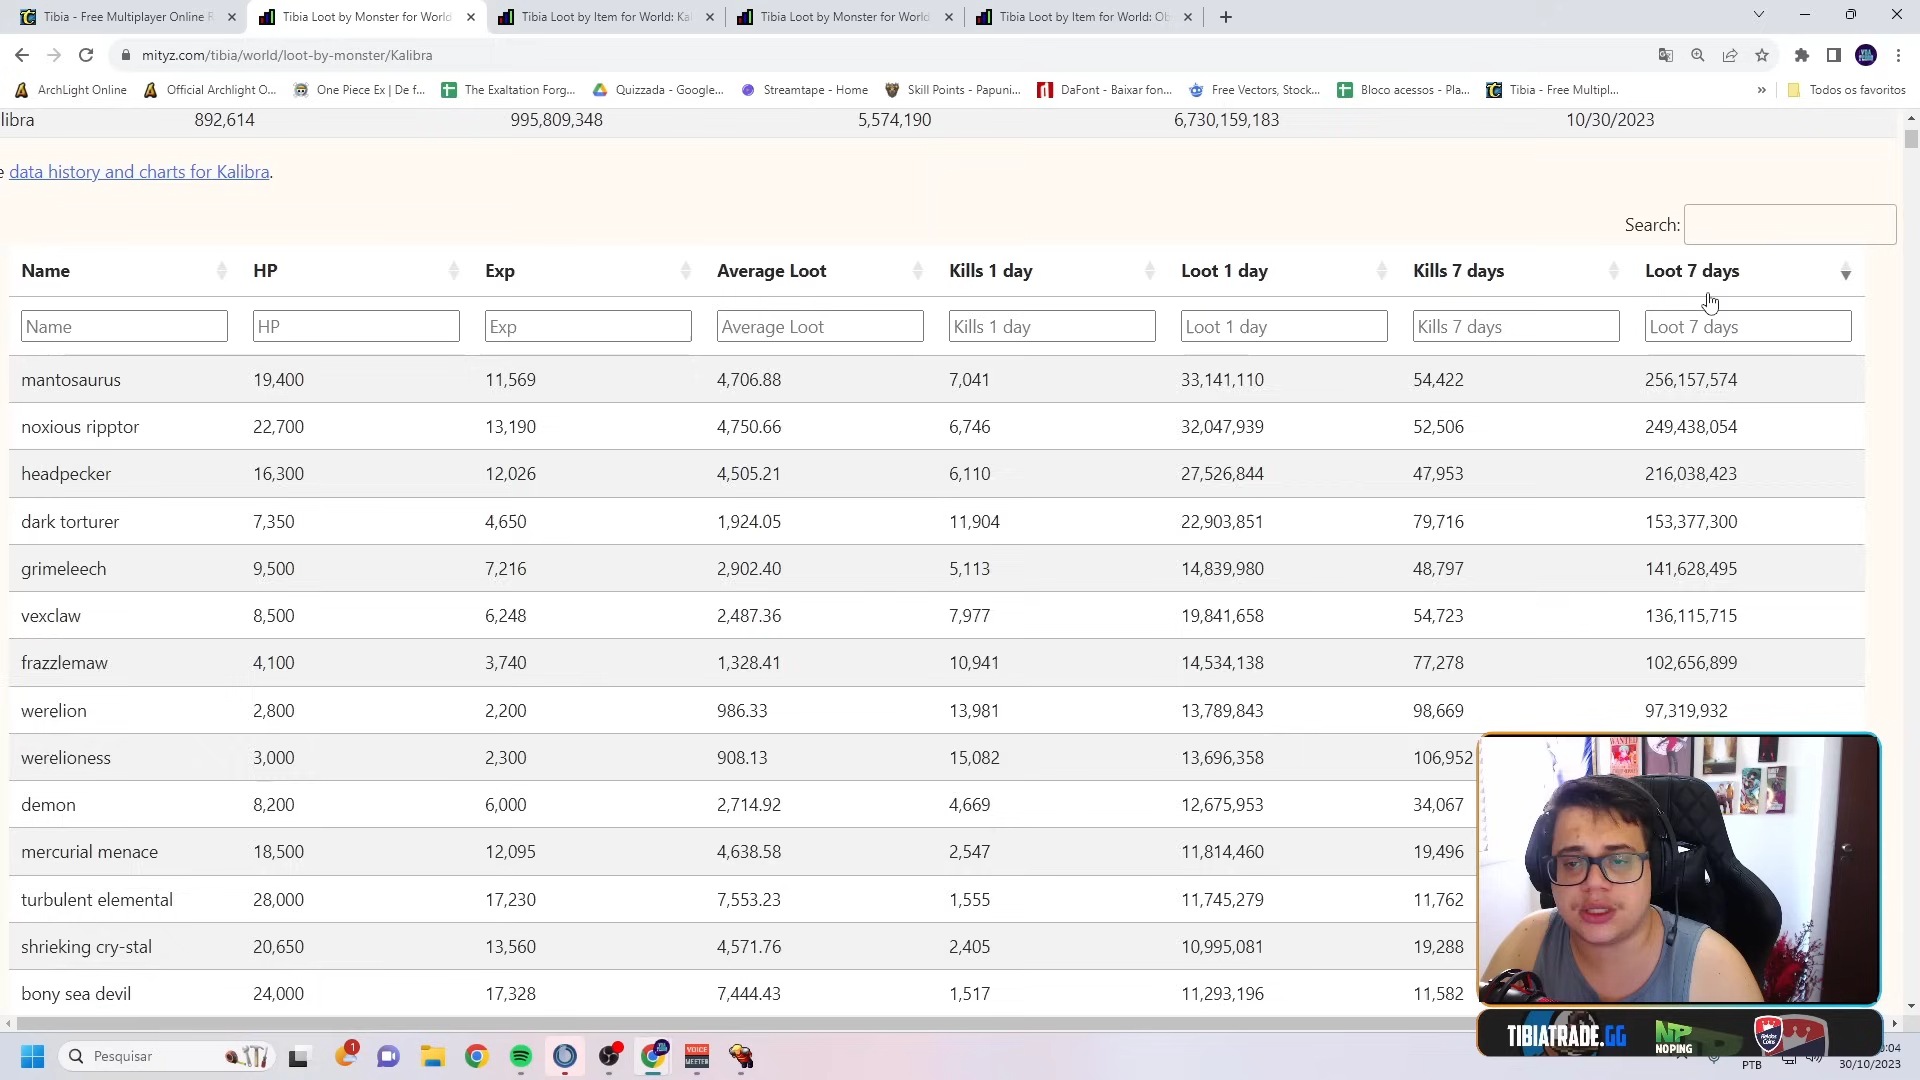 Tibia - Free Multiplayer Online R
Tibia Loot by Monster for World
Tibia Loot by Item for World: Kal
Tibia Loot by Monster for World
Tibia Loot by Item for World: Ob
mityz.com/tibia/world/loot-by-monster/Kalibra
ArchLight Online
Official Archlight O...
One Piece Ex | De f...
The Exaltation Forg...
Quizzada - Google...
Streamtape - Home
Skill Points - Papuni...
DaFont - Baixar fon...
Free Vectors, Stock...
Bloco acessos - Pla...
Tibia - Free Multipl...
Todos os favoritos
libra 892,614 995,809,348 5,574,190 6,730,159,183 10/30/2023
e data history and charts for Kalibra.
Search:
Name HP Exp Average Loot Kills 1 day Loot 1 day Kills 7 days Loot 7 days
Name HP Exp Average Loot Kills 1 day Loot 1 day Kills 7 days Loot 7 days
mantosaurus 19,400 11,569 4,706.88 7,041 33,141,110 54,422 256,157,574
noxious ripptor 22,700 13,190 4,750.66 6,746 32,047,939 52,506 249,438,054
headpecker 16,300 12,026 4,505.21 6,110 27,526,844 47,953 216,038,423
dark torturer 7,350 4,650 1,924.05 11,904 22,903,851 79,716 153,377,300
grimeleech 9,500 7,216 2,902.40 5,113 14,839,980 48,797 141,628,495
vexclaw 8,500 6,248 2,487.36 7,977 19,841,658 54,723 136,115,715
frazzlemaw 4,100 3,740 1,328.41 10,941 14,534,138 77,278 102,656,899
werelion 2,800 2,200 986.33 13,981 13,789,843 98,669 97,319,932
werelioness 3,000 2,300 908.13 15,082 13,696,358 106,952
demon 8,200 6,000 2,714.92 4,669 12,675,953 34,067
mercurial menace 18,500 12,095 4,638.58 2,547 11,814,460 19,496
turbulent elemental 28,000 17,230 7,553.23 1,555 11,745,279 11,762
shrieking cry-stal 20,650 13,560 4,571.76 2,405 10,995,081 19,288
bony sea devil 24,000 17,328 7,444.43 1,517 11,293,196 11,582
WANTED
TIBIATRADE.GG
NP
NOPING
Pesquisar
1
VOICE
MEETER
PTB
:04
30/10/2023